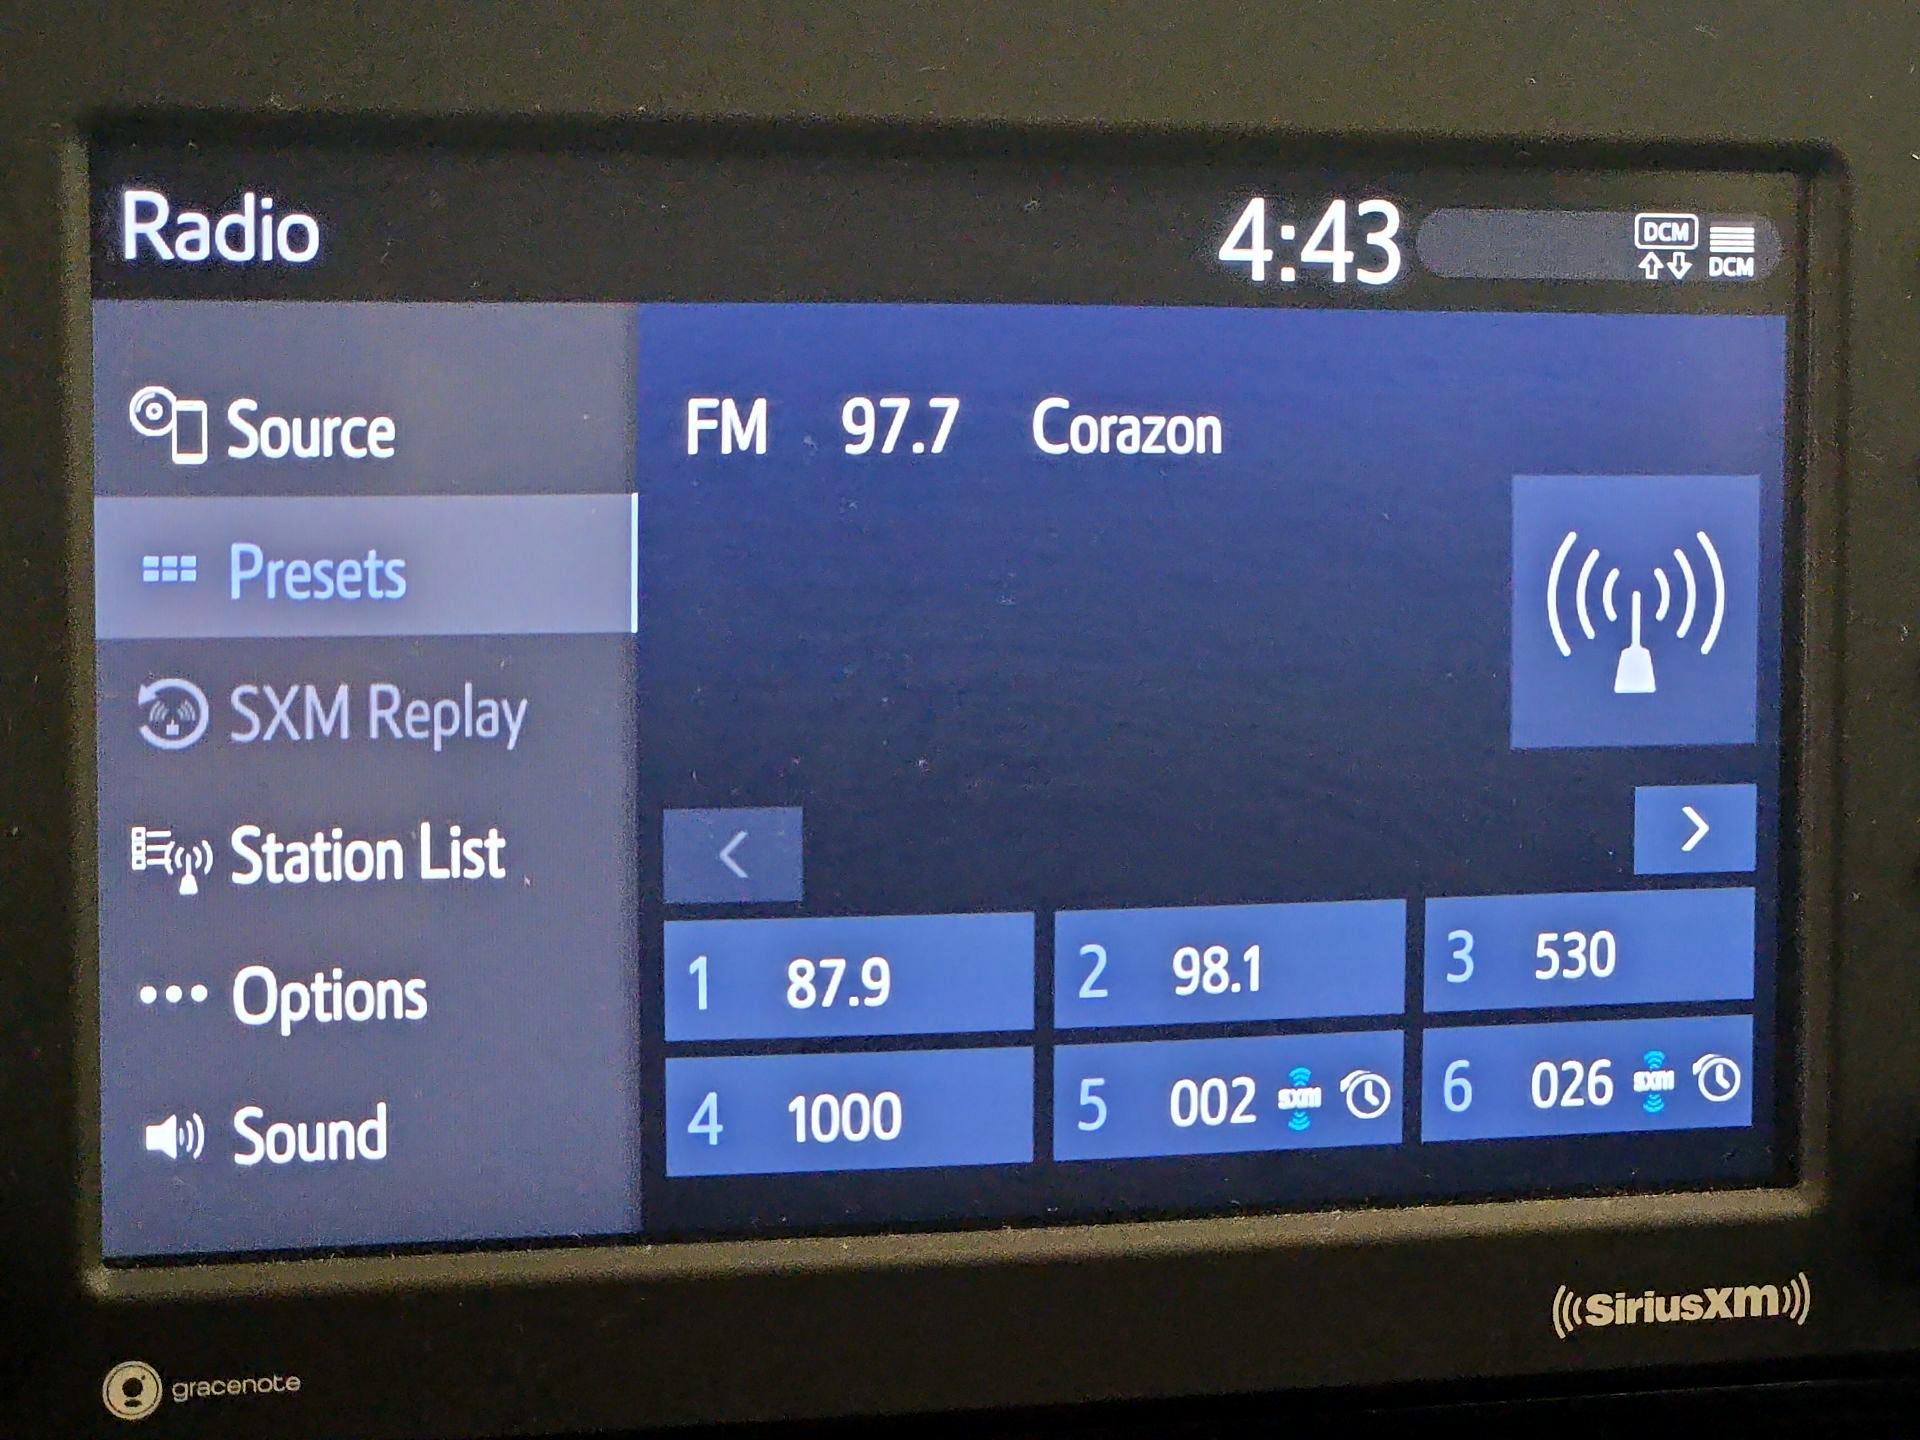 Radio
4:43
DCM
DCM
Source
Presets
SXM Replay
Station List
Options
Sound
FM 97.7 Corazon
1 87.9
2 98.1
3 530
4 1000
5 002 sxm
6 026 sxm
(((SiriusXM)))
gracenote